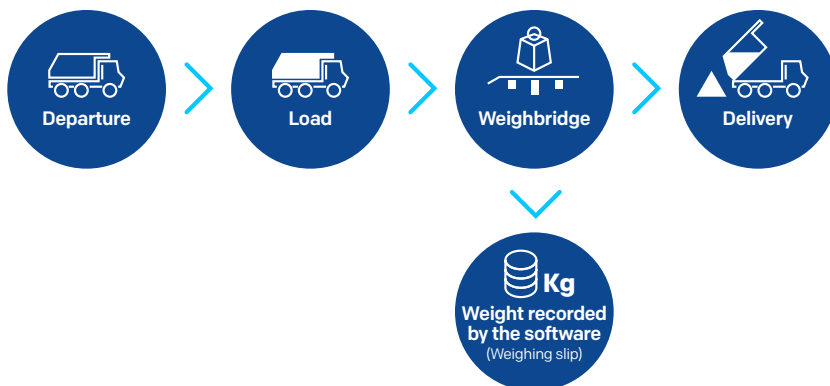 Departure
Load
Weighbridge
Delivery
Kg
Weight recorded
by the software
(Weighing slip)